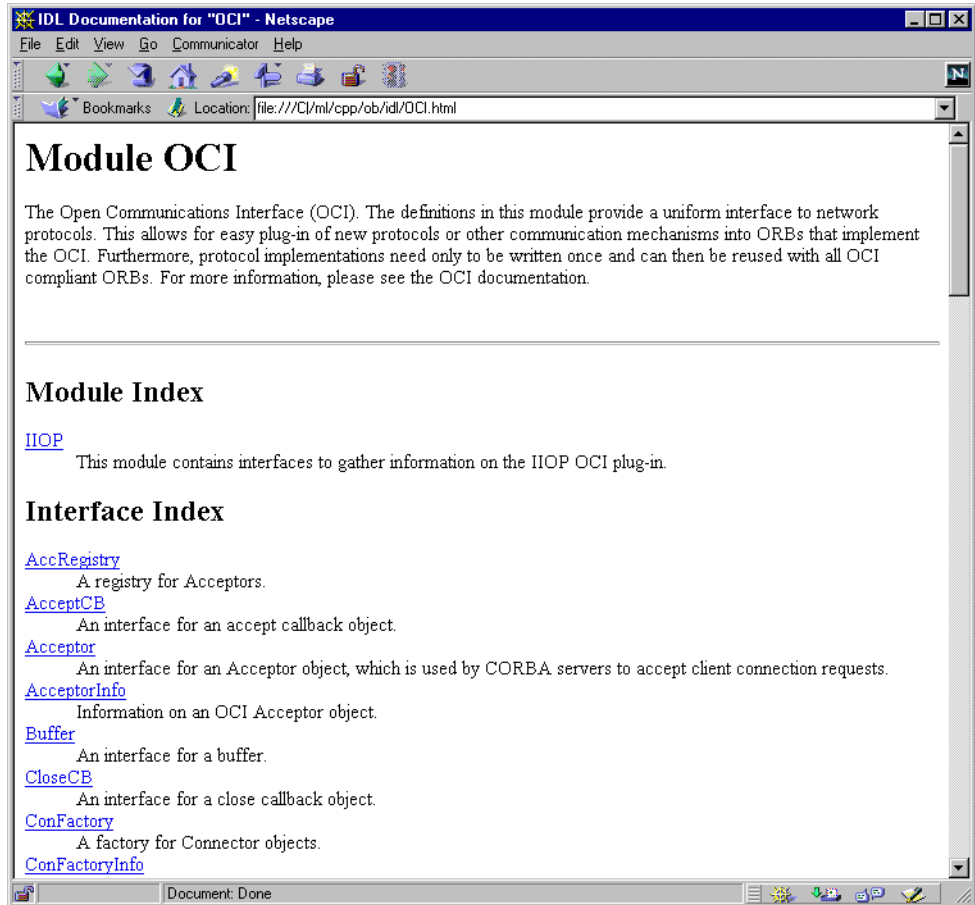 IDL Documentation for "OCI" - Netscape
File Edit View Go Communicator Help
N
Bookmarks Location: file:///C|/ml/cpp/ob/idl/OCI.html
Module OCI
The Open Communications Interface (OCI). The definitions in this module provide a uniform interface to network
protocols. This allows for easy plug-in of new protocols or other communication mechanisms into ORBs that implement
the OCI. Furthermore, protocol implementations need only to be written once and can then be reused with all OCI
compliant ORBs. For more information, please see the OCI documentation.
Module Index
IIOP
This module contains interfaces to gather information on the IIOP OCI plug-in.
Interface Index
AccRegistry
A registry for Acceptors.
AcceptCB
An interface for an accept callback object.
Acceptor
An interface for an Acceptor object, which is used by CORBA servers to accept client connection requests.
AcceptorInfo
Information on an OCI Acceptor object.
Buffer
An interface for a buffer.
CloseCB
An interface for a close callback object.
ConFactory
A factory for Connector objects.
ConFactoryInfo
Document: Done